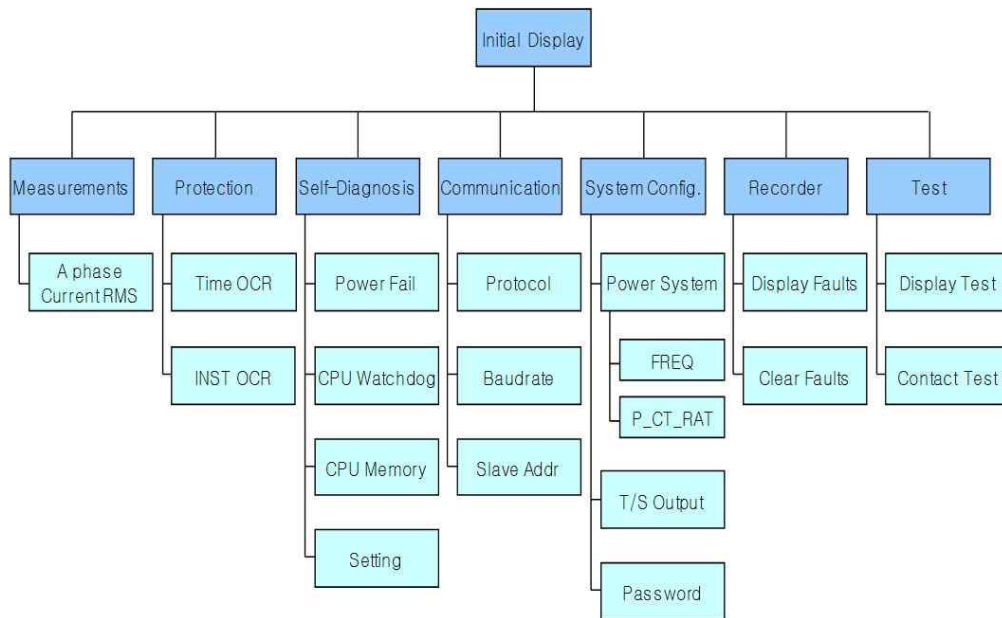 Initial Display
Measurements
Protection
Self-Diagnosis
Communication
System Config.
Recorder
Test
A phase
Current RMS
Time OCR
INST OCR
Power Fail
CPU Watchdog
CPU Memory
Setting
Protocol
Baudrate
Slave Addr
Power System
FREQ
P_CT_RAT
T/S Output
Password
Display Faults
Clear Faults
Display Test
Contact Test